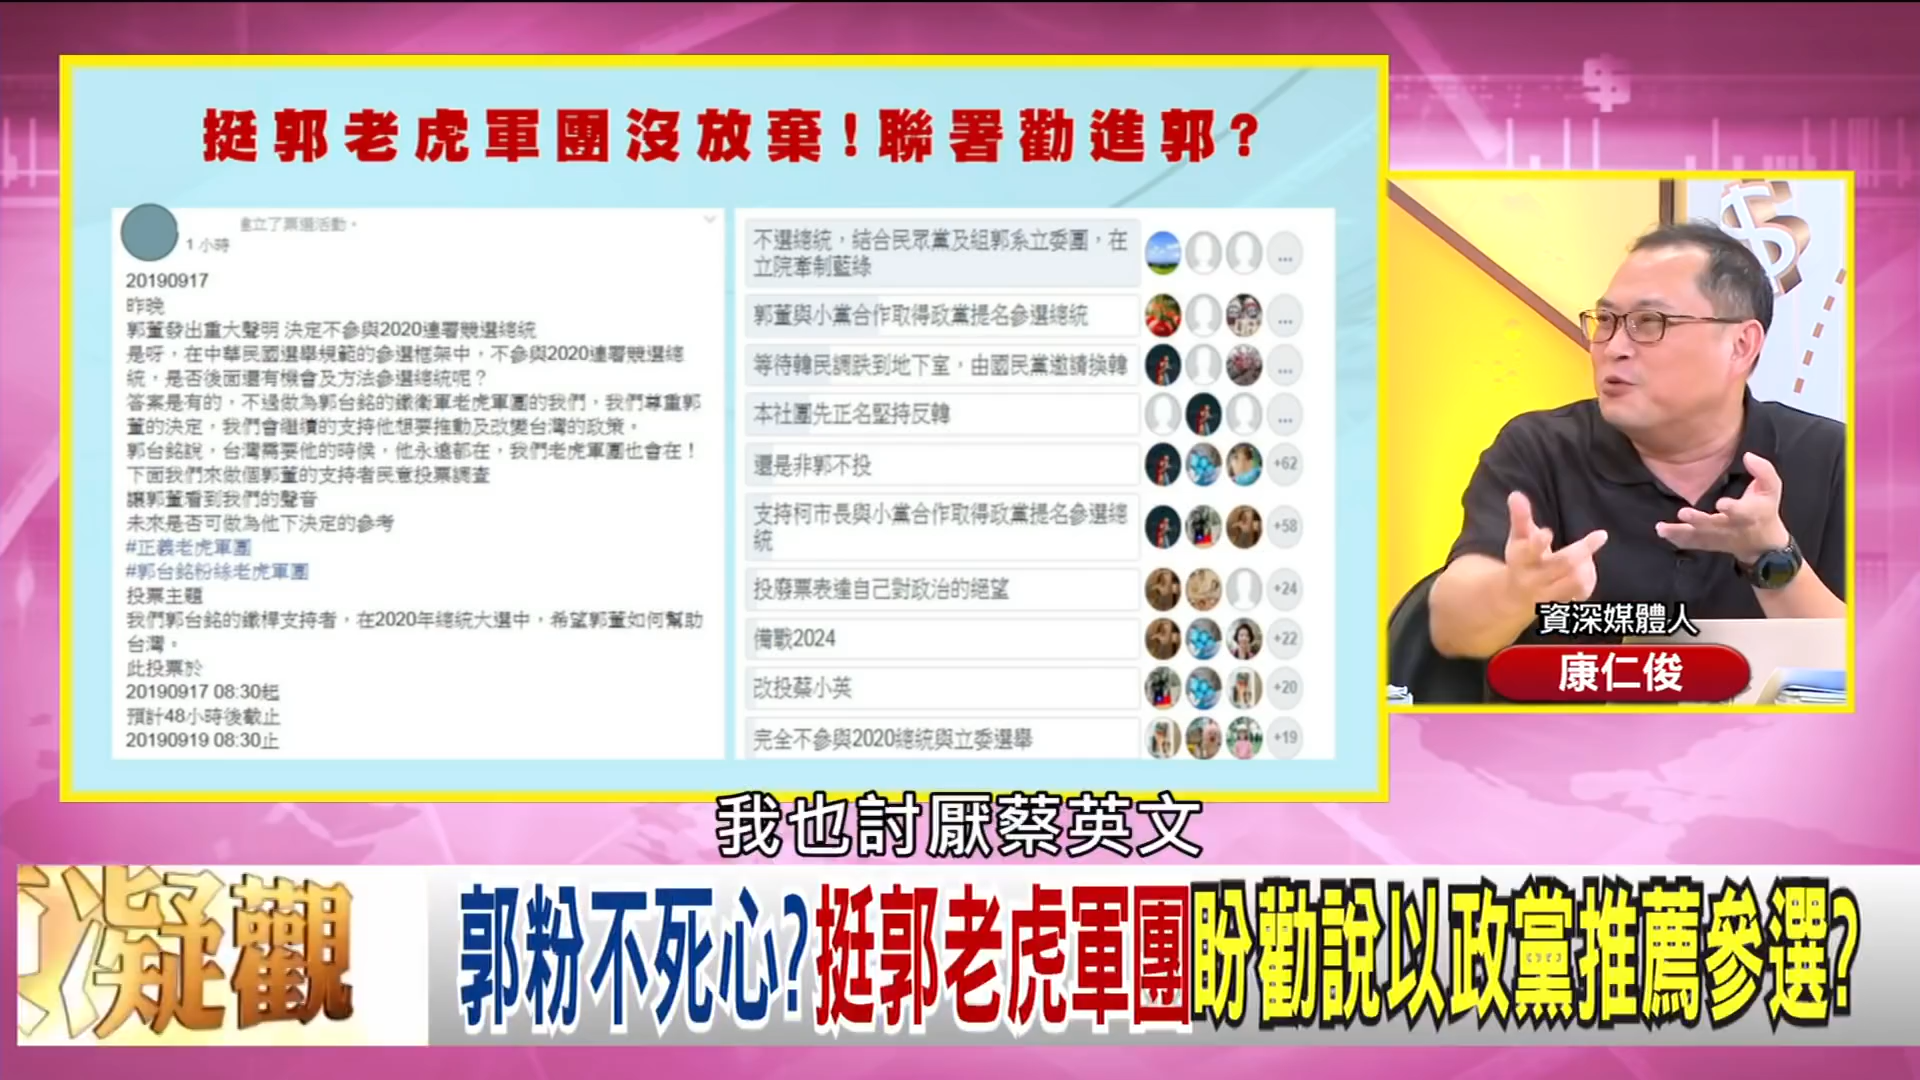 挺郭老虎軍團沒放棄!聯署勸進郭?
立了票選活動。
1 小時
20190917
昨晚
郭董發出重大聲明 決定不參與2020連署競選總統
是呀，在中華民國選舉規範的參選框架中，不參與2020連署競選總
統，是否後面還有機會及方法參選總統呢？
答案是有的，不過做為郭台銘的鐵衛軍老虎軍團的我們，我們尊重郭
董的決定，我們會繼續的支持他想要推動及改變台灣的政策。
郭台銘說，台灣需要他的時候，他永遠都在，我們老虎軍團也會在！
下面我們來做個郭董的支持者民意投票調查
讓郭董看到我們的聲音
未來是否可做為他下決定的參考
#正義老虎軍團
#郭台銘粉絲老虎軍團
投票主題
我們郭台銘的鐵桿支持者，在2020年總統大選中，希望郭董如何幫助
台灣。
此投票於
20190917 08:30起
預計48小時後截止
20190919 08:30止
不選總統，結合民眾黨及組郭系立委團，在
立院牽制藍綠
...
郭董與小黨合作取得政黨提名參選總統
...
等待韓民調跌到地下室，由國民黨邀請換韓
...
本社團先正名堅持反韓
...
還是非郭不投
+62
支持柯市長與小黨合作取得政黨提名參選總
統
+58
投廢票表達自己對政治的絕望
+24
備戰2024
+22
改投蔡小英
+20
完全不參與2020總統與立委選舉
+19
資深媒體人
康仁俊
我也討厭蔡英文
凝觀
郭粉不死心?挺郭老虎軍團盼勸說以政黨推薦參選?